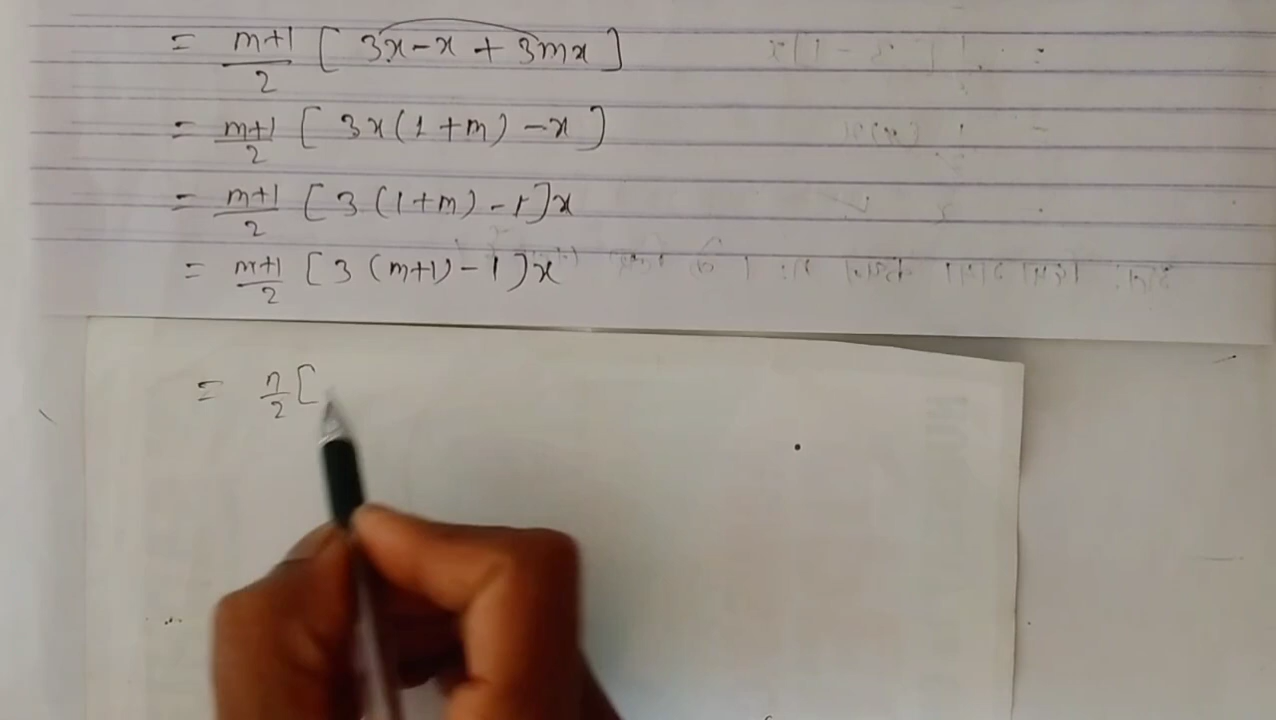 = m+1/2 [ 3x-x + 3mx ]
= m+1/2 [ 3x(1+m) -x ]
= m+1/2 [ 3 (1+m) -1 ]x
= m+1/2 [ 3 (m+1) -1 ]x
= n/2 [